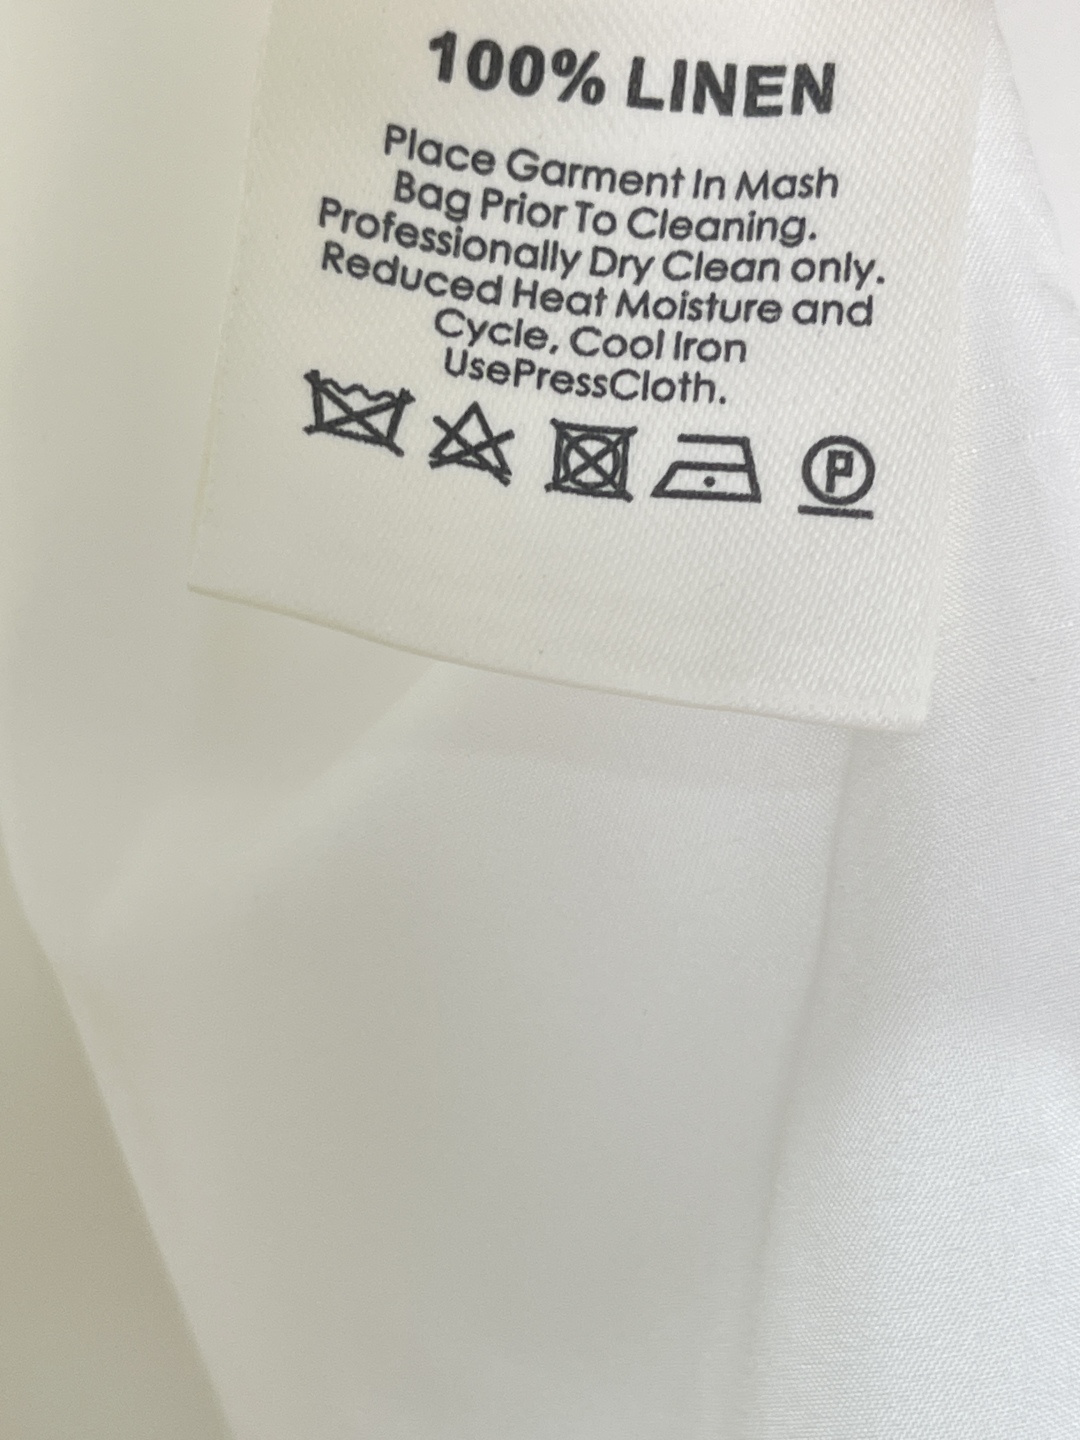 100% LINEN
Place Garment In Mash
Bag Prior To Cleaning.
Professionally Dry Clean only.
Reduced Heat Moisture and
Cycle, Cool Iron
UsePressCloth.
P